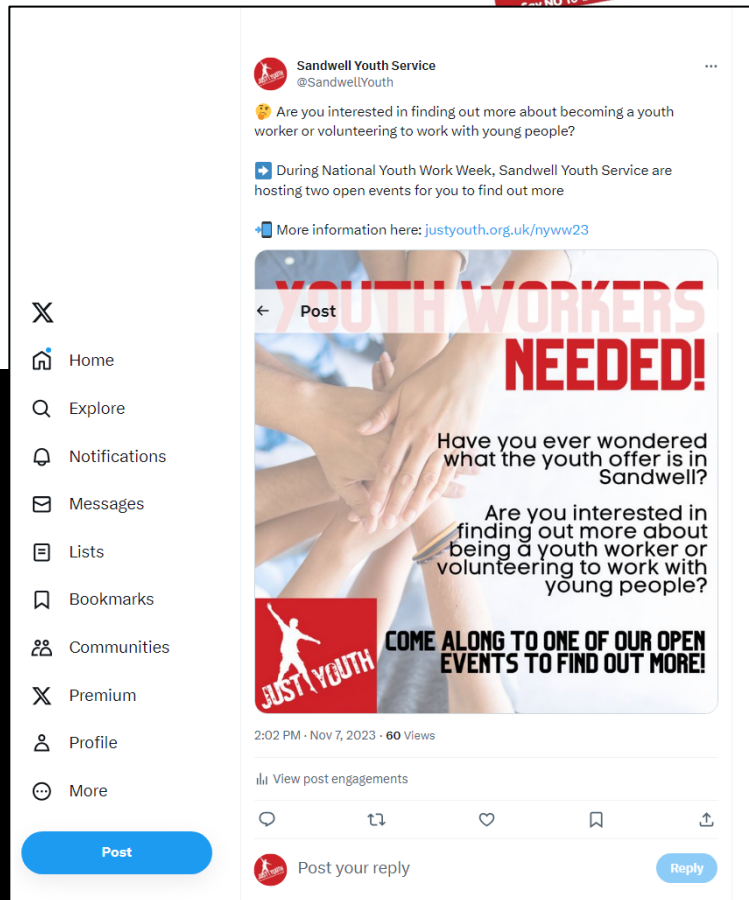 Say NO to
Sandwell Youth Service
@SandwellYouth
🤔 Are you interested in finding out more about becoming a youth
worker or volunteering to work with young people?
➡️ During National Youth Work Week, Sandwell Youth Service are
hosting two open events for you to find out more
📲 More information here: justyouth.org.uk/nyww23
YOUTH WORKERS
Post
NEEDED!
Have you ever wondered
what the youth offer is in
Sandwell?
Are you interested in
finding out more about
being a youth worker or
volunteering to work with
young people?
JUST YOUTH
COME ALONG TO ONE OF OUR OPEN
EVENTS TO FIND OUT MORE!
2:02 PM · Nov 7, 2023 · 60 Views
View post engagements
Post your reply
Reply
X
Home
Explore
Notifications
Messages
Lists
Bookmarks
Communities
Premium
Profile
More
Post